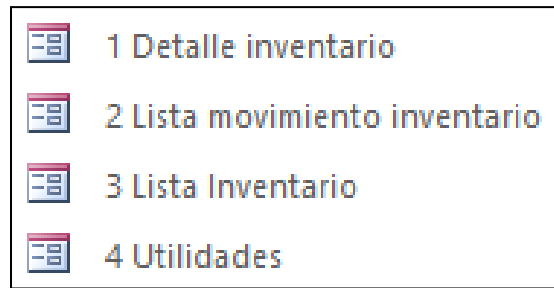 1 Detalle inventario
2 Lista movimiento inventario
3 Lista Inventario
4 Utilidades